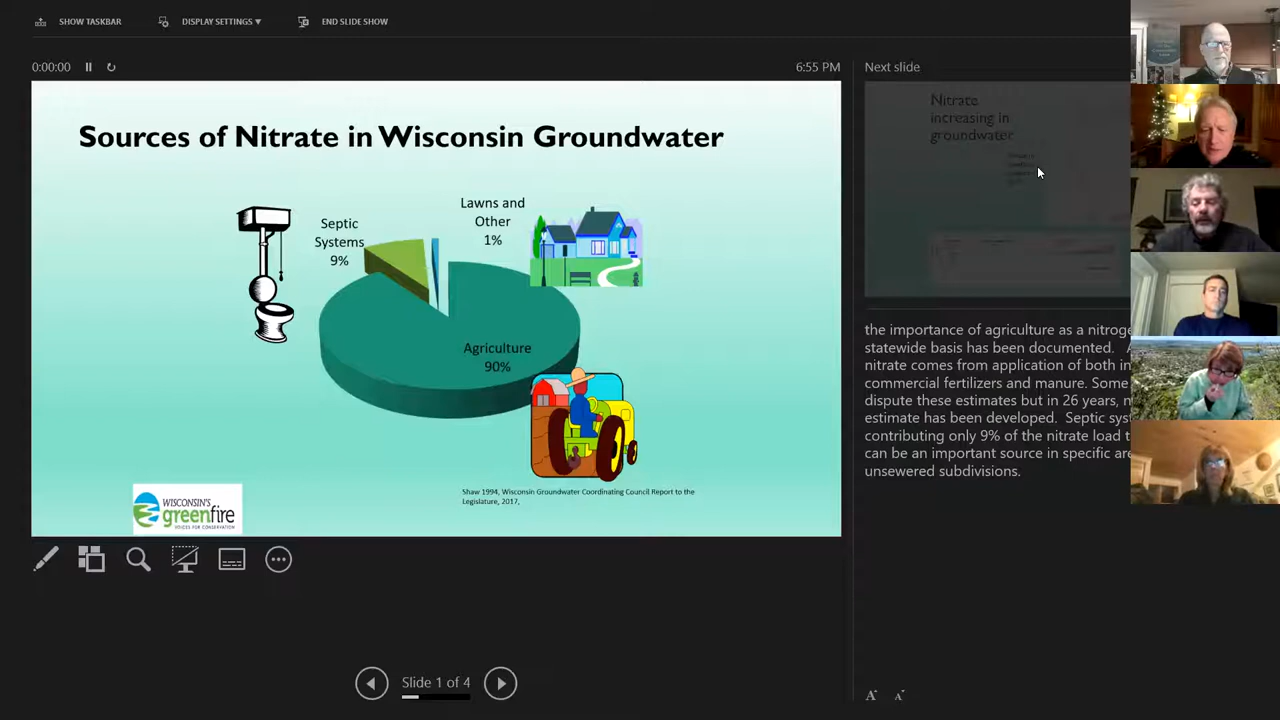 SHOW TASKBAR
DISPLAY SETTINGS ▼
END SLIDE SHOW
0:00:00
6:55 PM
Next slide
Sources of Nitrate in Wisconsin Groundwater
Septic
Systems
9%
Lawns and
Other
1%
Agriculture
90%
Shaw 1994, Wisconsin Groundwater Coordinating Council Report to the
Legislature, 2017,
WISCONSIN'S
greenfire
VOICES FOR CONSERVATION
Nitrate
increasing in
groundwater
the importance of agriculture as a nitroge
statewide basis has been documented.
nitrate comes from application of both in
commercial fertilizers and manure. Some
dispute these estimates but in 26 years, n
estimate has been developed. Septic sys
contributing only 9% of the nitrate load t
can be an important source in specific are
unsewered subdivisions.
Slide 1 of 4
A A